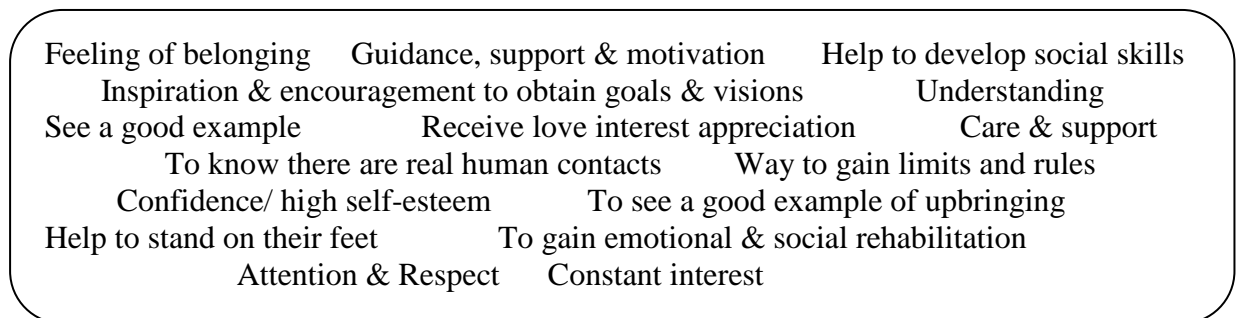 Feeling of belonging Guidance, support & motivation Help to develop social skills
Inspiration & encouragement to obtain goals & visions Understanding
See a good example Receive love interest appreciation Care & support
To know there are real human contacts Way to gain limits and rules
Confidence/ high self-esteem To see a good example of upbringing
Help to stand on their feet To gain emotional & social rehabilitation
Attention & Respect Constant interest